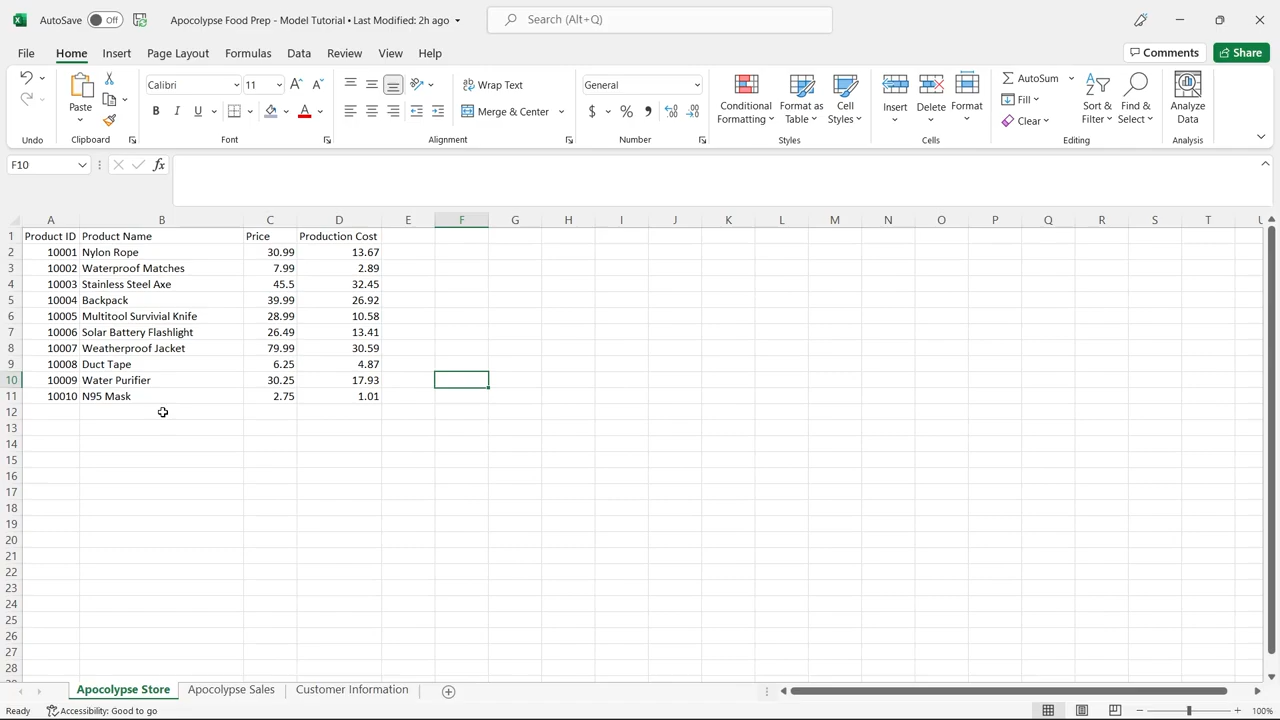 AutoSave Off Apocolypse Food Prep - Model Tutorial • Last Modified: 2h ago Search (Alt+Q)
File Home Insert Page Layout Formulas Data Review View Help Comments Share
Paste Calibri 11 A A Wrap Text General Conditional Formatting Format as Table Cell Styles Insert Delete Format AutoSum Sort & Filter Find & Select Analyze Data
B I U A Merge & Center $ % Fill
Clear
Undo Clipboard Font Alignment Number Styles Cells Editing Analysis
F10 fx
A B C D E F G H I J K L M N O P Q R S T U
1 Product ID Product Name Price Production Cost
2 10001 Nylon Rope 30.99 13.67
3 10002 Waterproof Matches 7.99 2.89
4 10003 Stainless Steel Axe 45.5 32.45
5 10004 Backpack 39.99 26.92
6 10005 Multitool Survivial Knife 28.99 10.58
7 10006 Solar Battery Flashlight 26.49 13.41
8 10007 Weatherproof Jacket 79.99 30.59
9 10008 Duct Tape 6.25 4.87
10 10009 Water Purifier 30.25 17.93
11 10010 N95 Mask 2.75 1.01
12
13
14
15
16
17
18
19
20
21
22
23
24
25
26
27
28
Apocolypse Store Apocolypse Sales Customer Information
Ready Accessibility: Good to go 100%